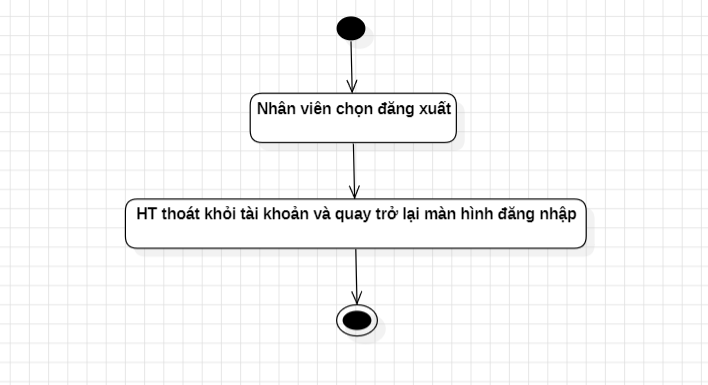 Nhân viên chọn đăng xuất
HT thoát khỏi tài khoản và quay trở lại màn hình đăng nhập